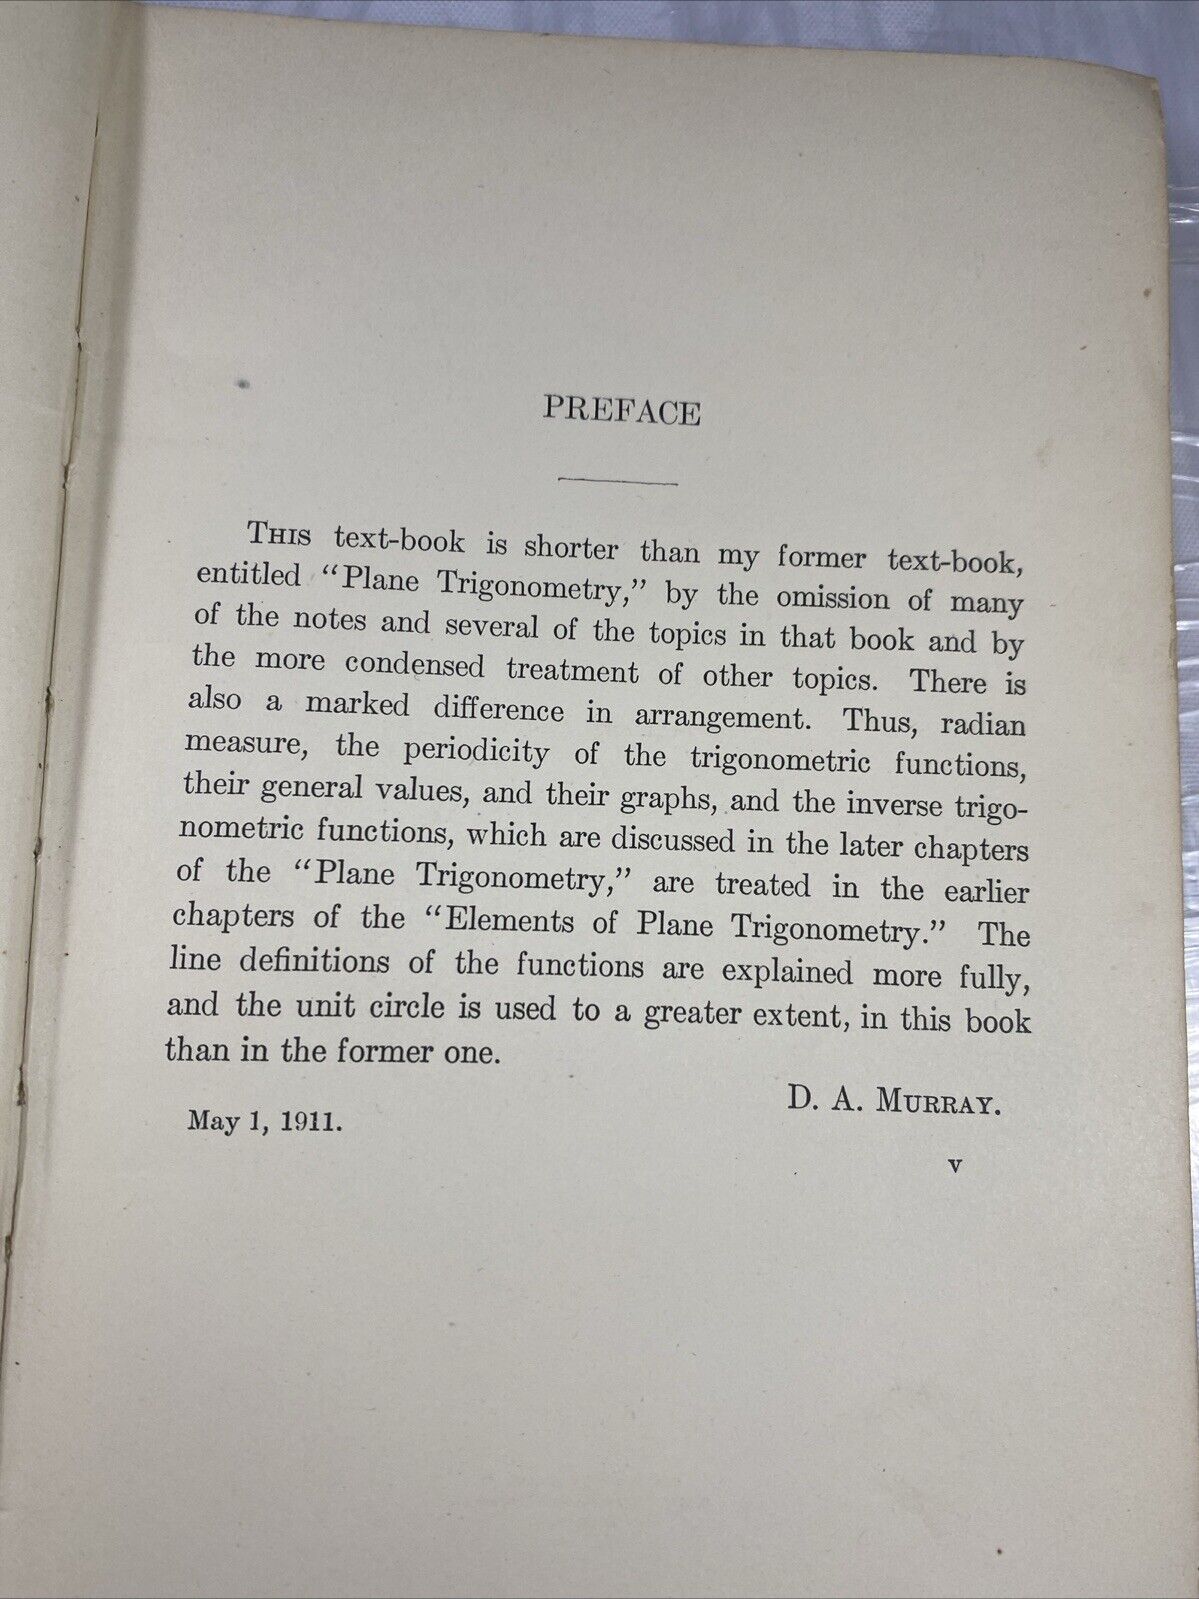 PREFACE
THIS text-book is shorter than my former text-book,
entitled "Plane Trigonometry," by the omission of many
of the notes and several of the topics in that book and by
the more condensed treatment of other topics. There is
also a marked difference in arrangement. Thus, radian
measure, the periodicity of the trigonometric functions,
their general values, and their graphs, and the inverse trigo-
nometric functions, which are discussed in the later chapters
of the "Plane Trigonometry," are treated in the earlier
chapters of the "Elements of Plane Trigonometry." The
line definitions of the functions are explained more fully,
and the unit circle is used to a greater extent, in this book
than in the former one.
D. A. MURRAY.
May 1, 1911.
v